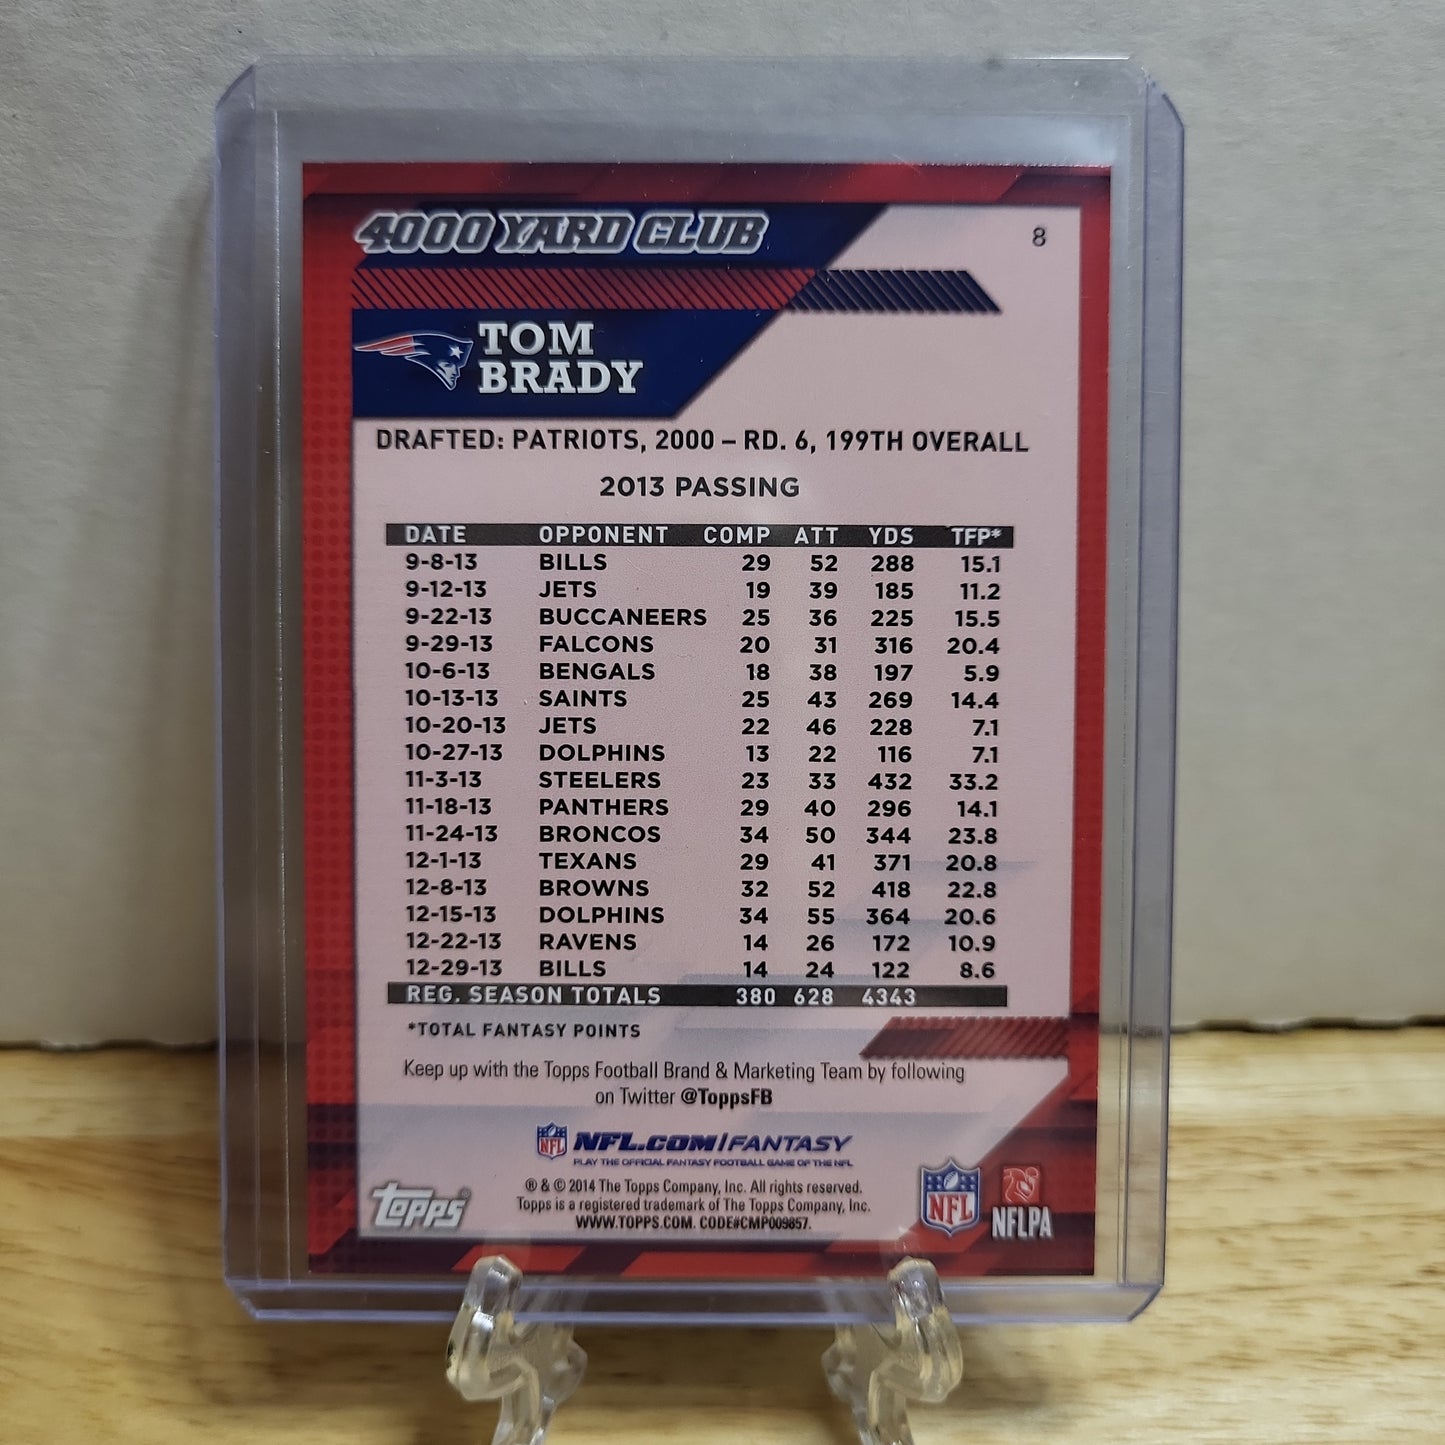 4000 YARD CLUB
8
TOM
BRADY
DRAFTED: PATRIOTS, 2000 – RD. 6, 199TH OVERALL
2013 PASSING
DATE OPPONENT COMP ATT YDS TFP*
9-8-13 BILLS 29 52 288 15.1
9-12-13 JETS 19 39 185 11.2
9-22-13 BUCCANEERS 25 36 225 15.5
9-29-13 FALCONS 20 31 316 20.4
10-6-13 BENGALS 18 38 197 5.9
10-13-13 SAINTS 25 43 269 14.4
10-20-13 JETS 22 46 228 7.1
10-27-13 DOLPHINS 13 22 116 7.1
11-3-13 STEELERS 23 33 432 33.2
11-18-13 PANTHERS 29 40 296 14.1
11-24-13 BRONCOS 34 50 344 23.8
12-1-13 TEXANS 29 41 371 20.8
12-8-13 BROWNS 32 52 418 22.8
12-15-13 DOLPHINS 34 55 364 20.6
12-22-13 RAVENS 14 26 172 10.9
12-29-13 BILLS 14 24 122 8.6
REG. SEASON TOTALS 380 628 4343
*TOTAL FANTASY POINTS
Keep up with the Topps Football Brand & Marketing Team by following
on Twitter @ToppsFB
NFL NFL.COM/FANTASY
PLAY THE OFFICIAL FANTASY FOOTBALL GAME OF THE NFL
® & © 2014 The Topps Company, Inc. All rights reserved.
Topps is a registered trademark of The Topps Company, Inc.
WWW.TOPPS.COM. CODE#CMP009857.
Topps®
NFL
NFLPA